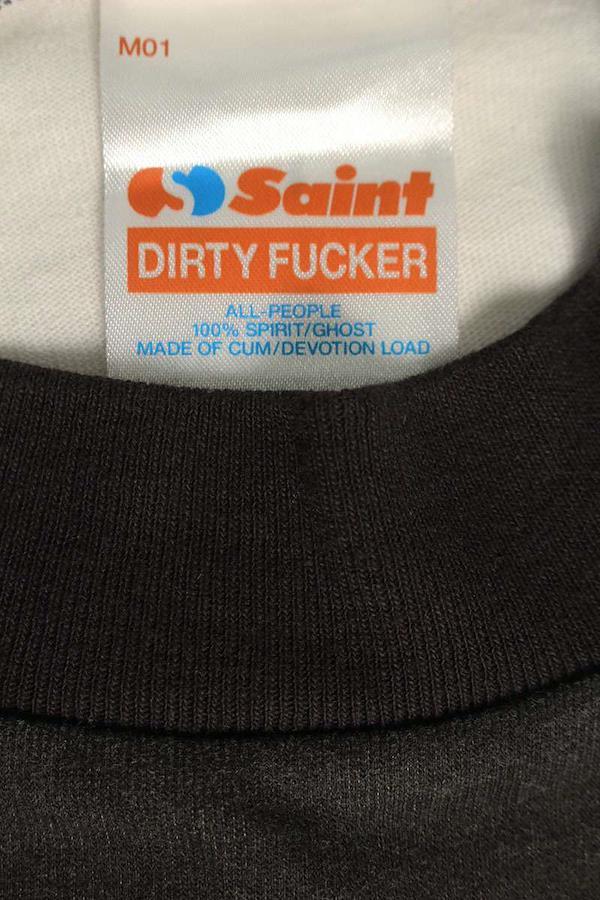 M01
Saint
DIRTY FUCKER
ALL-PEOPLE
100% SPIRIT/GHOST
MADE OF CUM/DEVOTION LOAD